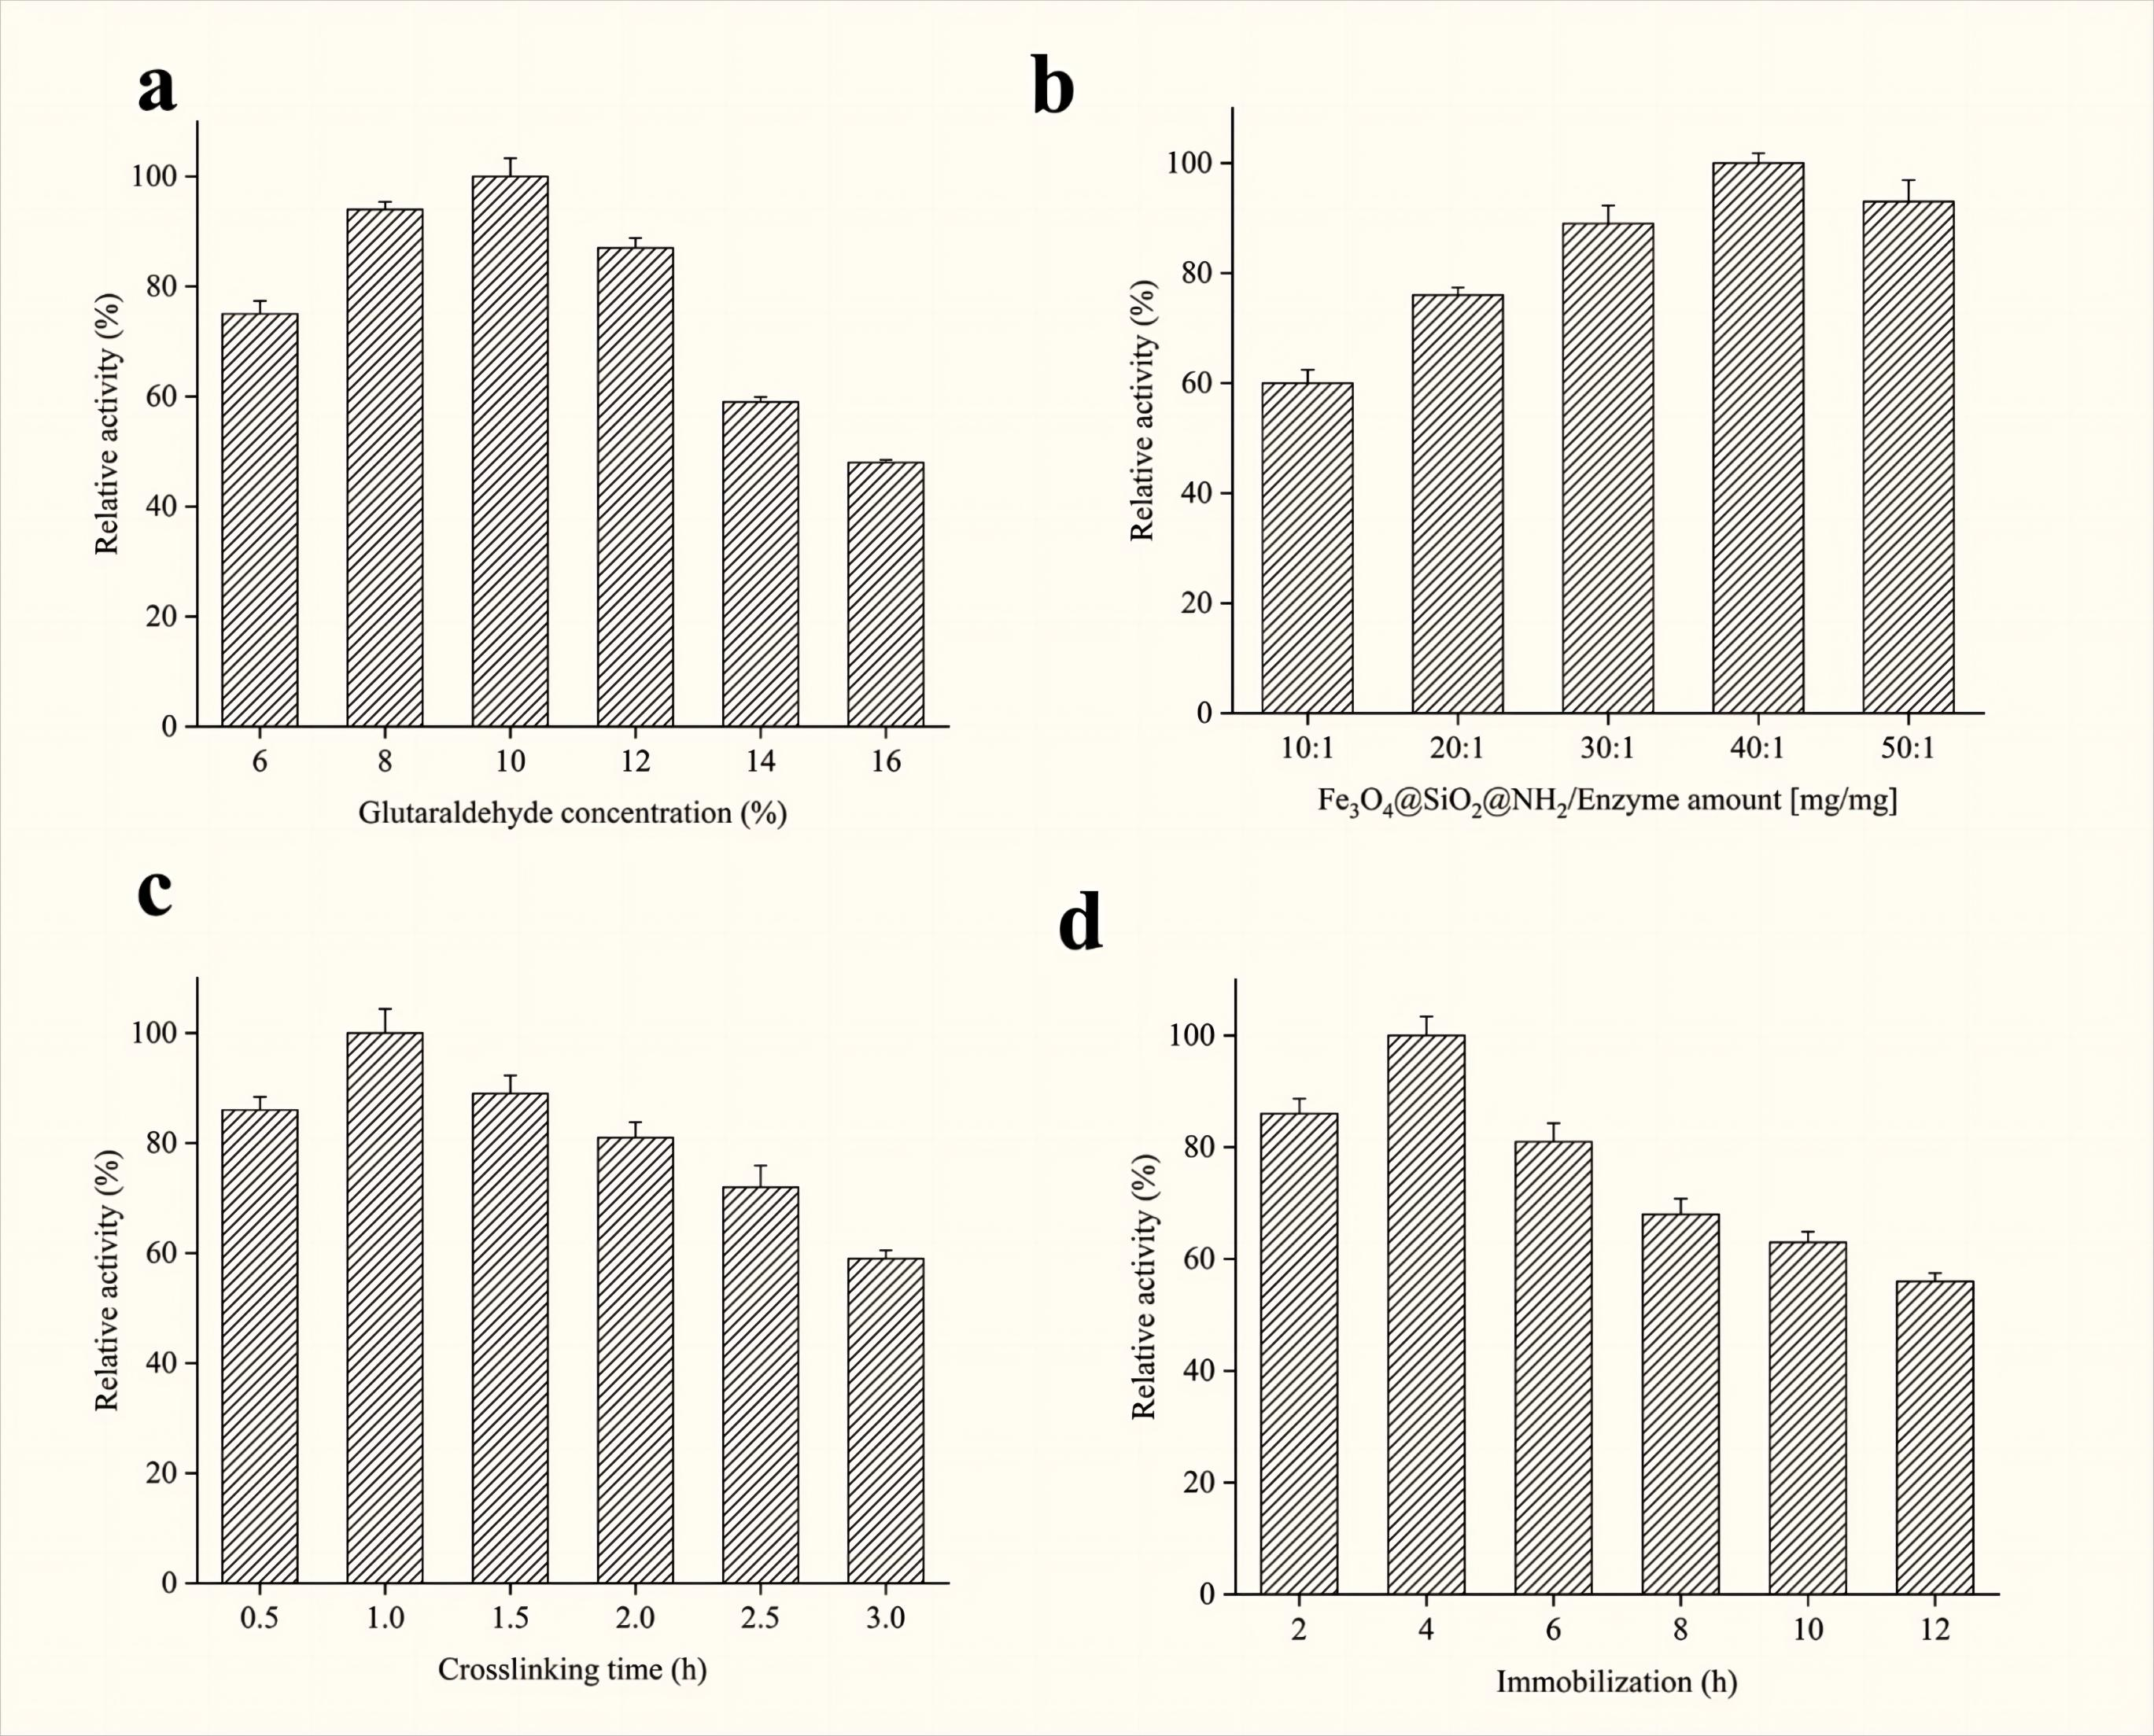 a
100
80
60
40
20
0
Relative activity (%)
6 8 10 12 14 16
Glutaraldehyde concentration (%)
b
100
80
60
40
20
0
Relative activity (%)
10:1 20:1 30:1 40:1 50:1
Fe₃O₄@SiO₂@NH₂/Enzyme amount [mg/mg]
c
100
80
60
40
20
0
Relative activity (%)
0.5 1.0 1.5 2.0 2.5 3.0
Crosslinking time (h)
d
100
80
60
40
20
0
Relative activity (%)
2 4 6 8 10 12
Immobilization (h)